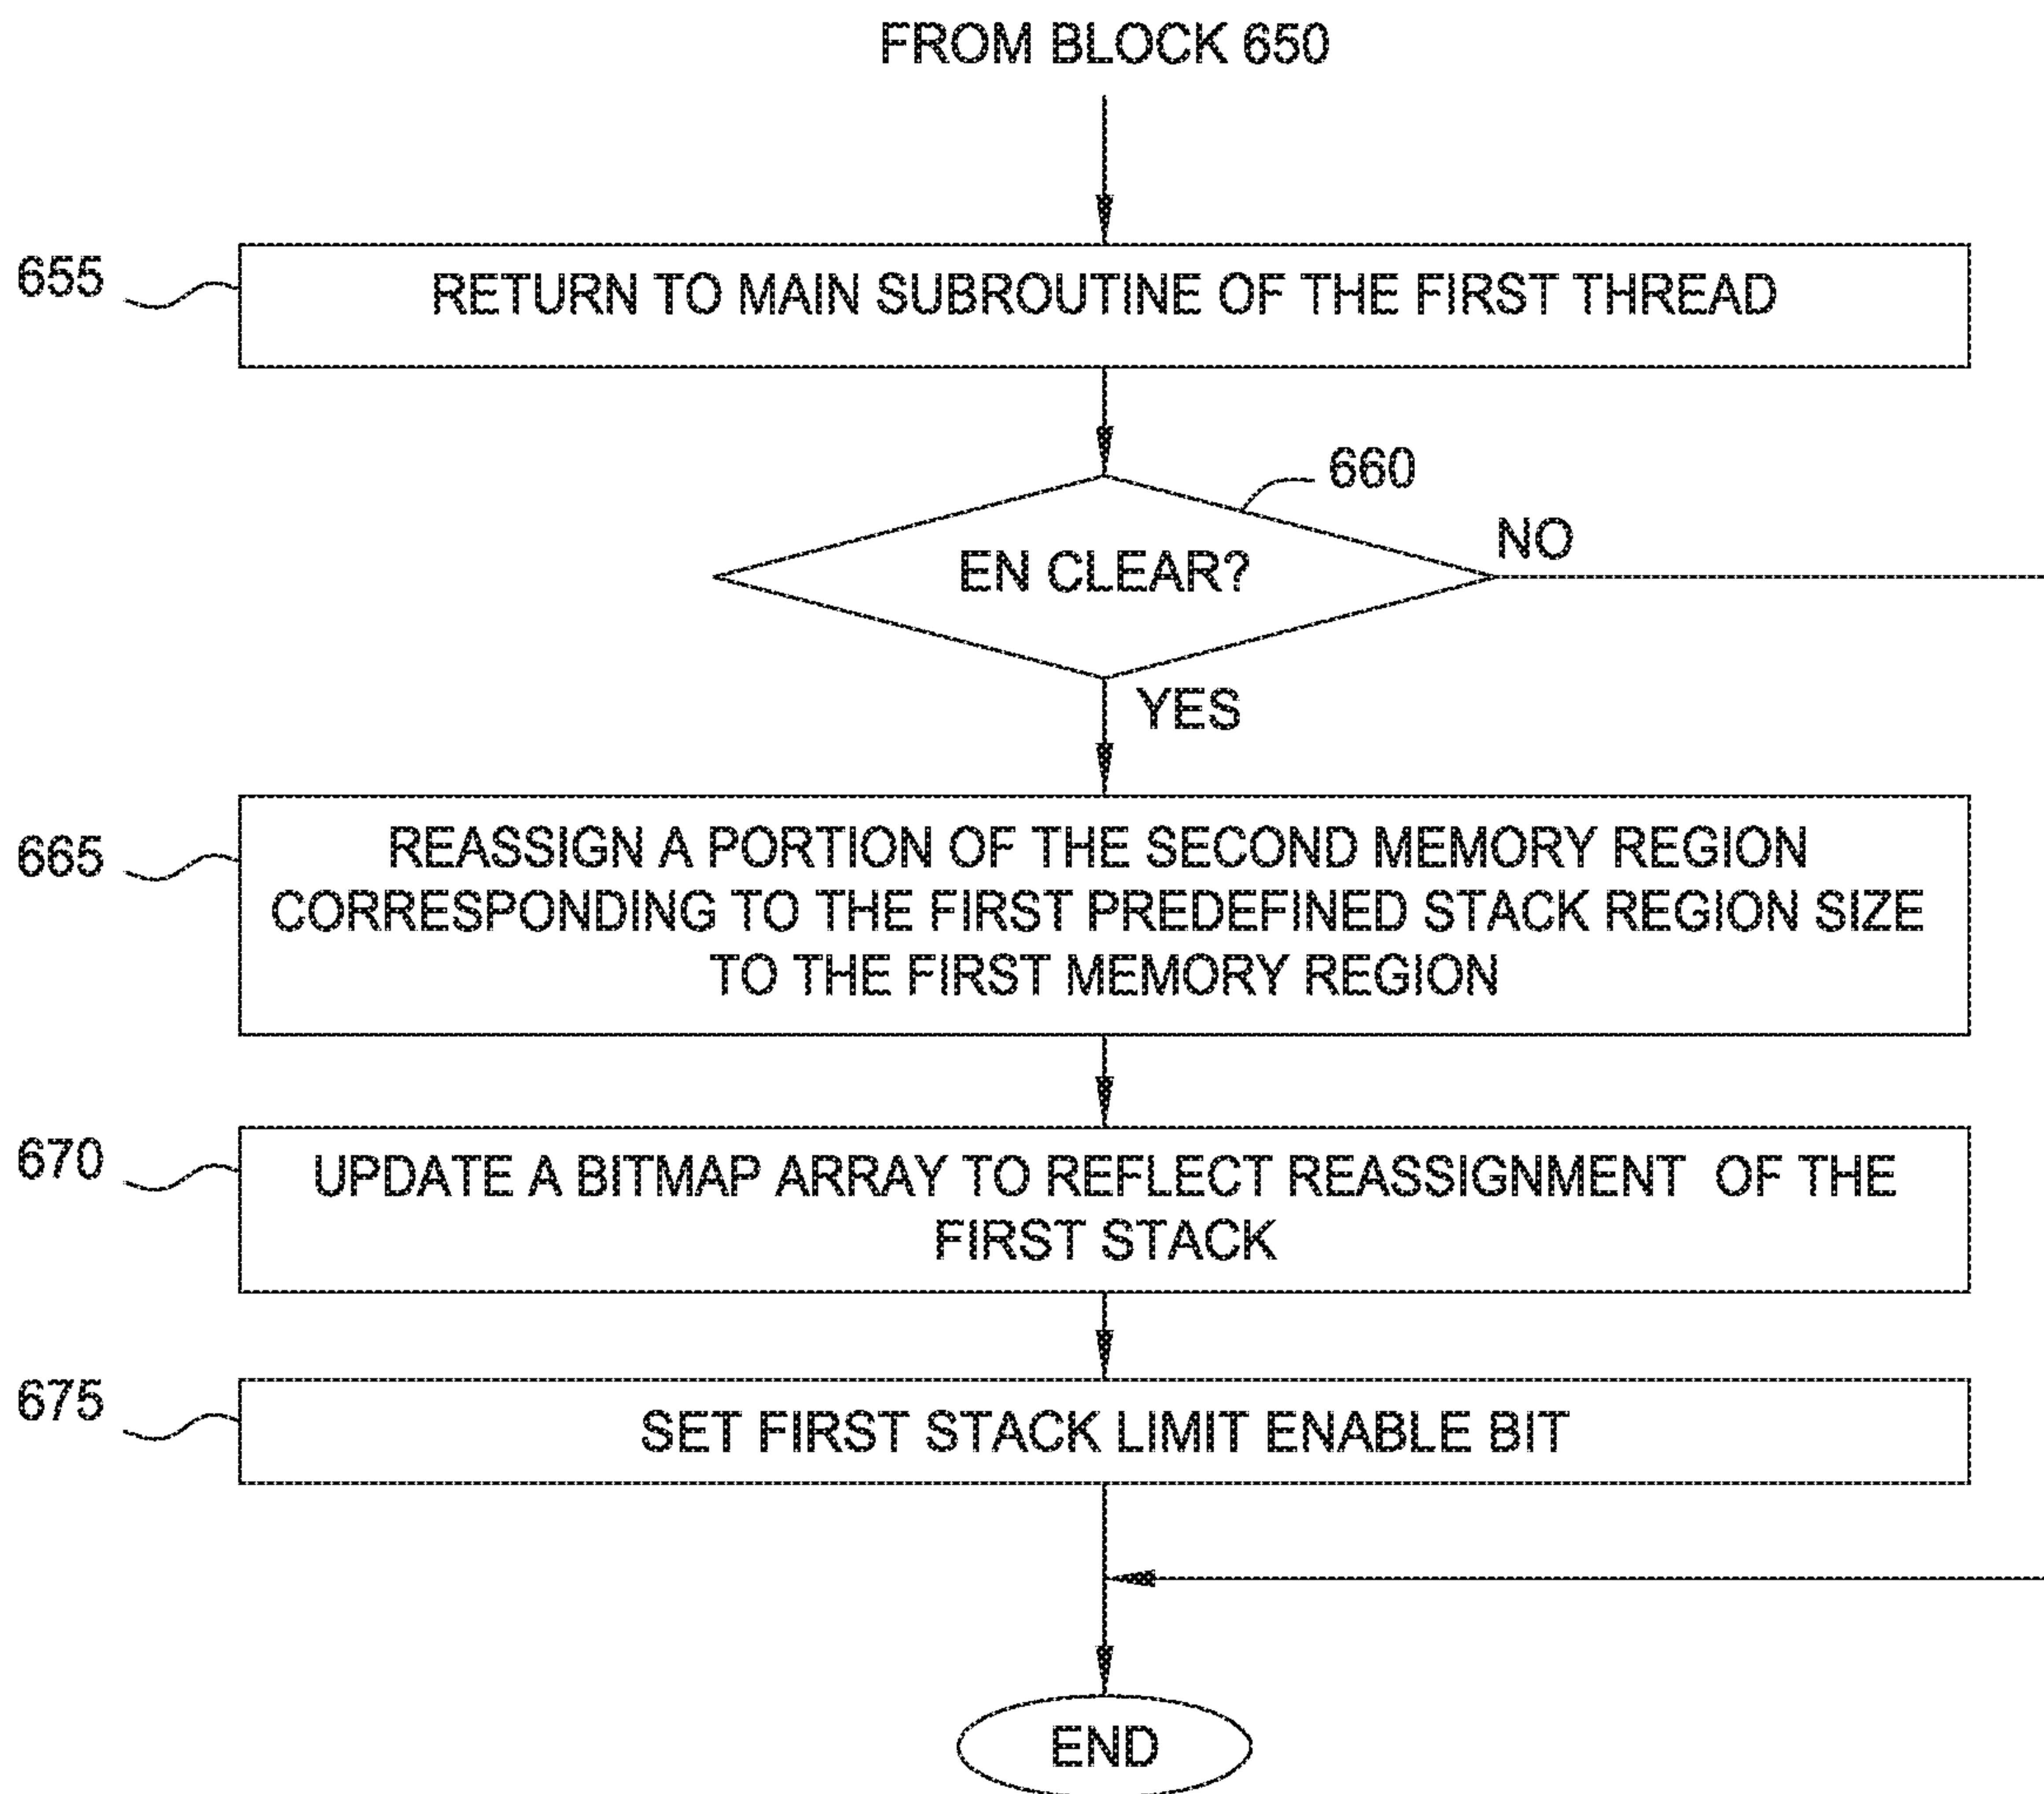 FROM BLOCK 650
655
RETURN TO MAIN SUBROUTINE OF THE FIRST THREAD
660
EN CLEAR?
NO
YES
665
REASSIGN A PORTION OF THE SECOND MEMORY REGION
CORRESPONDING TO THE FIRST PREDEFINED STACK REGION SIZE
TO THE FIRST MEMORY REGION
670
UPDATE A BITMAP ARRAY TO REFLECT REASSIGNMENT OF THE
FIRST STACK
675
SET FIRST STACK LIMIT ENABLE BIT
END